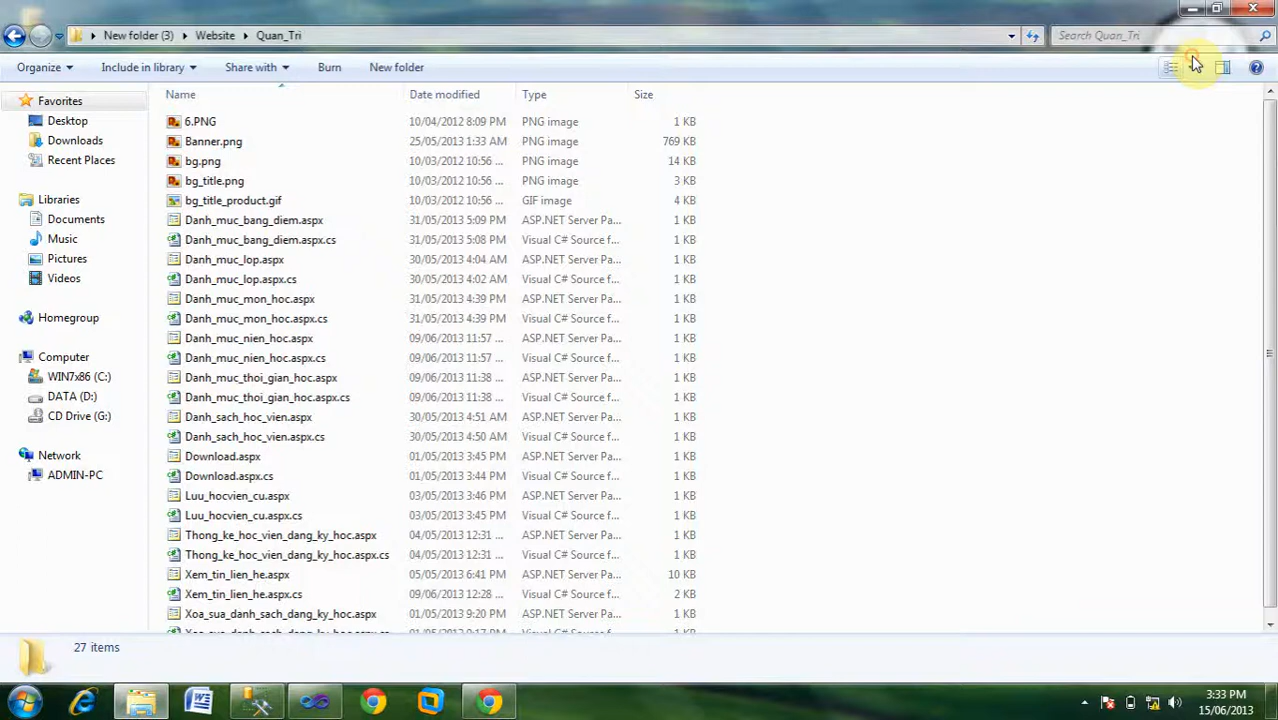 New folder (3) Website Quan_Tri Search Quan_Tri
Organize Include in library Share with Burn New folder
Favorites
Desktop
Downloads
Recent Places
Libraries
Documents
Music
Pictures
Videos
Homegroup
Computer
WIN7x86 (C:)
DATA (D:)
CD Drive (G:)
Network
ADMIN-PC
Name Date modified Type Size
6.PNG 10/04/2012 8:09 PM PNG image 1 KB
Banner.png 25/05/2013 1:33 AM PNG image 769 KB
bg.png 10/03/2012 10:56 ... PNG image 14 KB
bg_title.png 10/03/2012 10:56 ... PNG image 3 KB
bg_title_product.gif 10/03/2012 10:56 ... GIF image 4 KB
Danh_muc_bang_diem.aspx 31/05/2013 5:09 PM ASP.NET Server Pa... 1 KB
Danh_muc_bang_diem.aspx.cs 31/05/2013 5:08 PM Visual C# Source f... 1 KB
Danh_muc_lop.aspx 30/05/2013 4:04 AM ASP.NET Server Pa... 1 KB
Danh_muc_lop.aspx.cs 30/05/2013 4:02 AM Visual C# Source f... 1 KB
Danh_muc_mon_hoc.aspx 31/05/2013 4:39 PM ASP.NET Server Pa... 1 KB
Danh_muc_mon_hoc.aspx.cs 31/05/2013 4:39 PM Visual C# Source f... 1 KB
Danh_muc_nien_hoc.aspx 09/06/2013 11:57 ... ASP.NET Server Pa... 1 KB
Danh_muc_nien_hoc.aspx.cs 09/06/2013 11:57 ... Visual C# Source f... 1 KB
Danh_muc_thoi_gian_hoc.aspx 09/06/2013 11:38 ... ASP.NET Server Pa... 1 KB
Danh_muc_thoi_gian_hoc.aspx.cs 09/06/2013 11:38 ... Visual C# Source f... 1 KB
Danh_sach_hoc_vien.aspx 30/05/2013 4:51 AM ASP.NET Server Pa... 1 KB
Danh_sach_hoc_vien.aspx.cs 30/05/2013 4:50 AM Visual C# Source f... 1 KB
Download.aspx 01/05/2013 3:45 PM ASP.NET Server Pa... 1 KB
Download.aspx.cs 01/05/2013 3:44 PM Visual C# Source f... 1 KB
Luu_hocvien_cu.aspx 03/05/2013 3:46 PM ASP.NET Server Pa... 1 KB
Luu_hocvien_cu.aspx.cs 03/05/2013 3:45 PM Visual C# Source f... 1 KB
Thong_ke_hoc_vien_dang_ky_hoc.aspx 04/05/2013 12:31 ... ASP.NET Server Pa... 1 KB
Thong_ke_hoc_vien_dang_ky_hoc.aspx.cs 04/05/2013 12:31 ... Visual C# Source f... 1 KB
Xem_tin_lien_he.aspx 05/05/2013 6:41 PM ASP.NET Server Pa... 10 KB
Xem_tin_lien_he.aspx.cs 09/06/2013 12:28 ... Visual C# Source f... 2 KB
Xoa_sua_danh_sach_dang_ky_hoc.aspx 01/05/2013 9:20 PM ASP.NET Server Pa... 1 KB
27 items
3:33 PM
15/06/2013